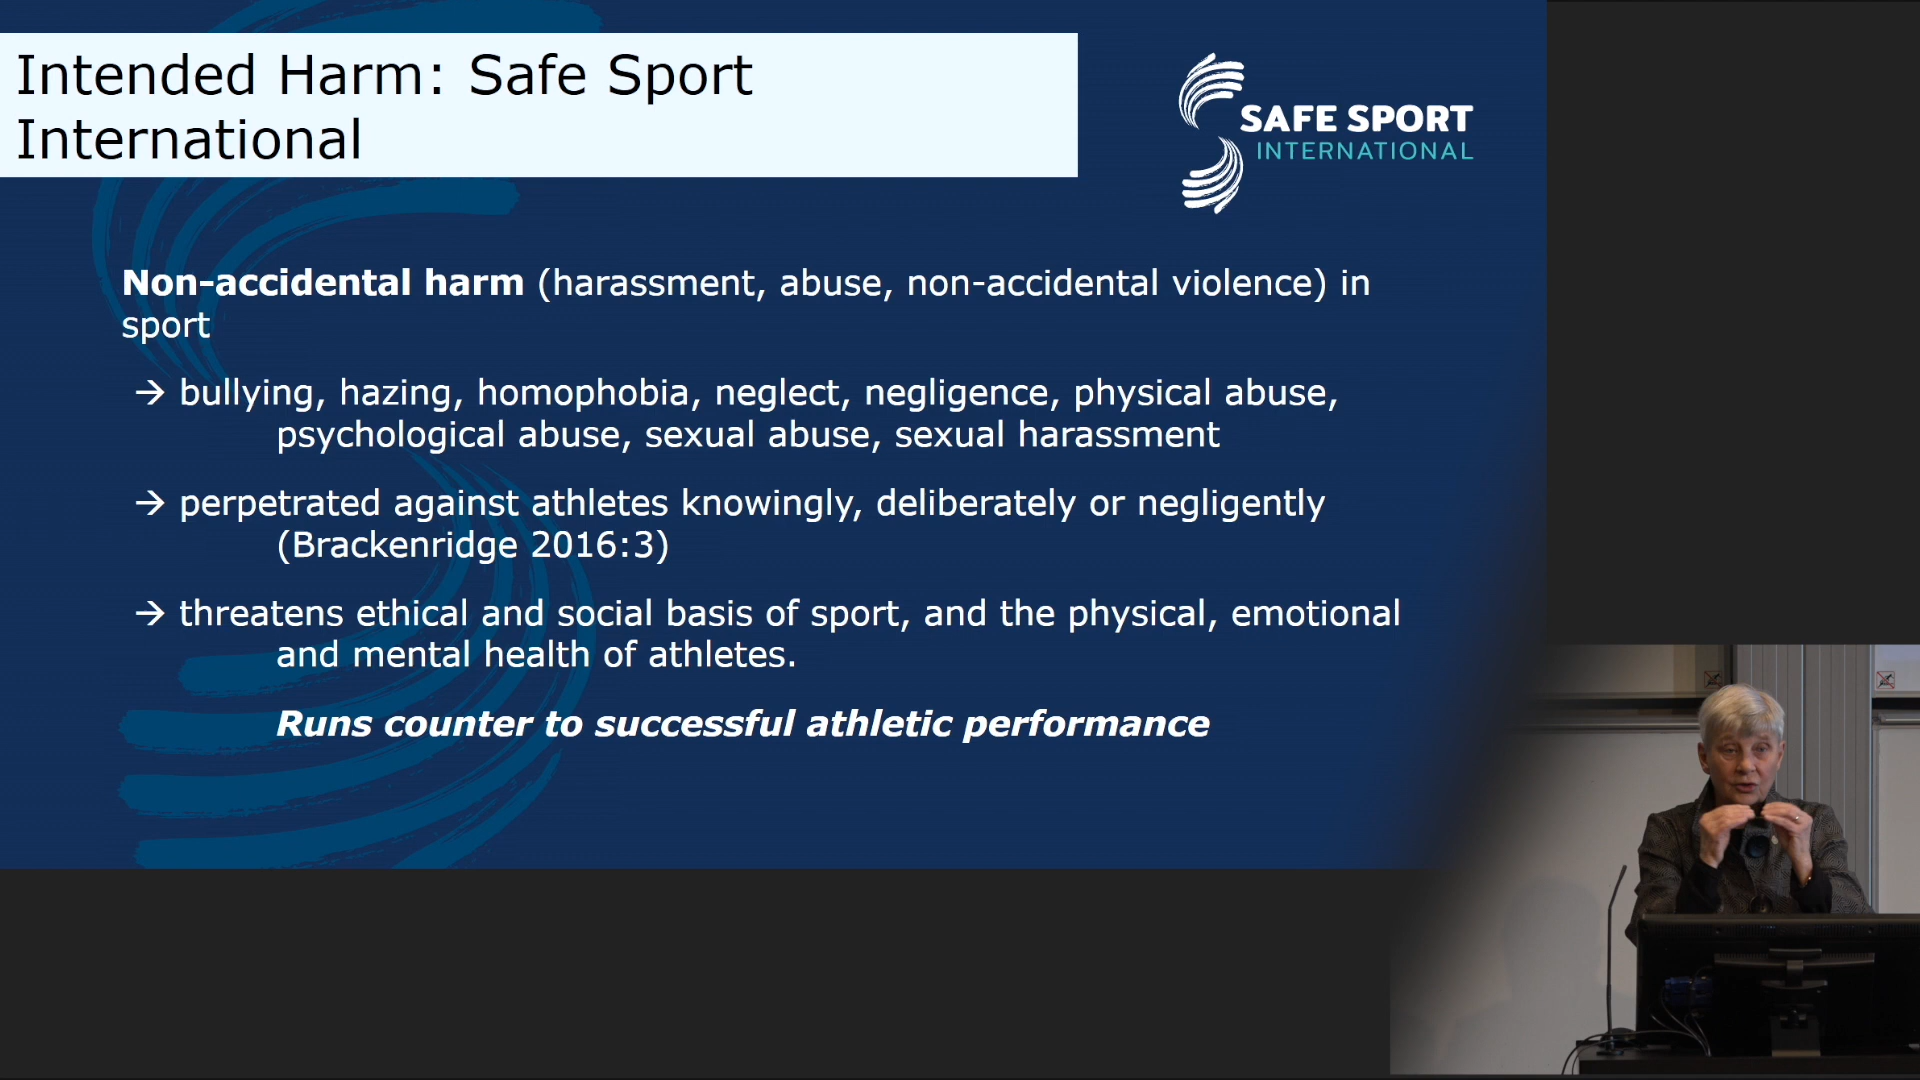 Intended Harm: Safe Sport
International
SAFE SPORT
INTERNATIONAL
Non-accidental harm (harassment, abuse, non-accidental violence) in
sport
→ bullying, hazing, homophobia, neglect, negligence, physical abuse,
psychological abuse, sexual abuse, sexual harassment
→ perpetrated against athletes knowingly, deliberately or negligently
(Brackenridge 2016:3)
→ threatens ethical and social basis of sport, and the physical, emotional
and mental health of athletes.
Runs counter to successful athletic performance